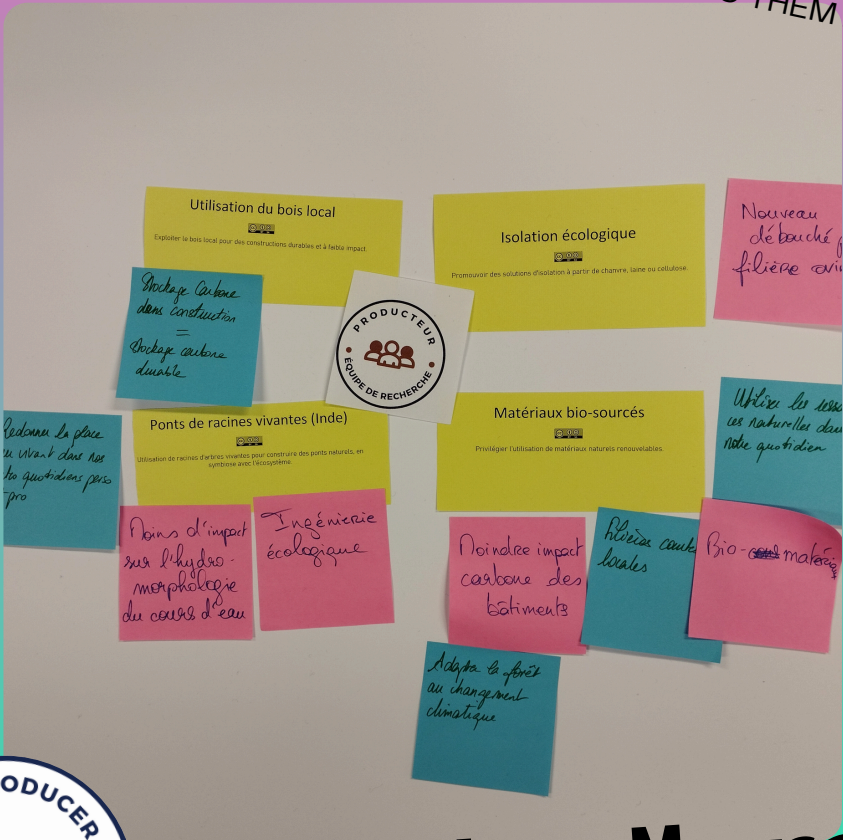 THEM
Utilisation du bois local
Exploiter le bois local pour des constructions durables et à faible impact.
Stockage Carbone
dans construction
=
Stockage carbone
durable
PRODUCTEUR
ÉQUIPE DE RECHERCHE
Isolation écologique
Promouvoir des solutions d'isolation à partir de chanvre, laine ou cellulose.
Nouveau
débouché
filière
Ponts de racines vivantes (Inde)
Utilisation de racines d'arbres vivantes pour construire des ponts naturels, en
symbiose avec l'écosystème.
Redonner la place
vivant dans nos
quotidiens perso
pro
Moins d'impact
sur l'hydro-
morphologie
du cours d'eau
Ingénierie
écologique
Matériaux bio-sourcés
Privilégier l'utilisation de matériaux naturels renouvelables.
Utiliser les
naturelles
notre quotidien
Moindre impact
carbone des
bâtiments
Filières
locales
Bio-matériaux
Adapter la forêt
au changement
climatique
ODUCER